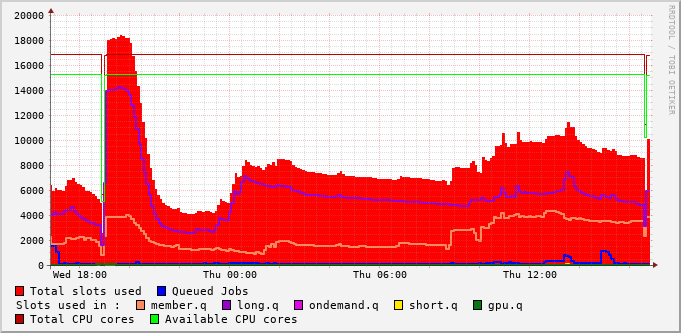 RRDTOOL / TOBI OETIKER
20000
18000
16000
14000
12000
10000
8000
6000
4000
2000
0
Wed 18:00 Thu 00:00 Thu 06:00 Thu 12:00
Total slots used Queued Jobs
Slots used in : member.q long.q ondemand.q short.q gpu.q
Total CPU cores Available CPU cores